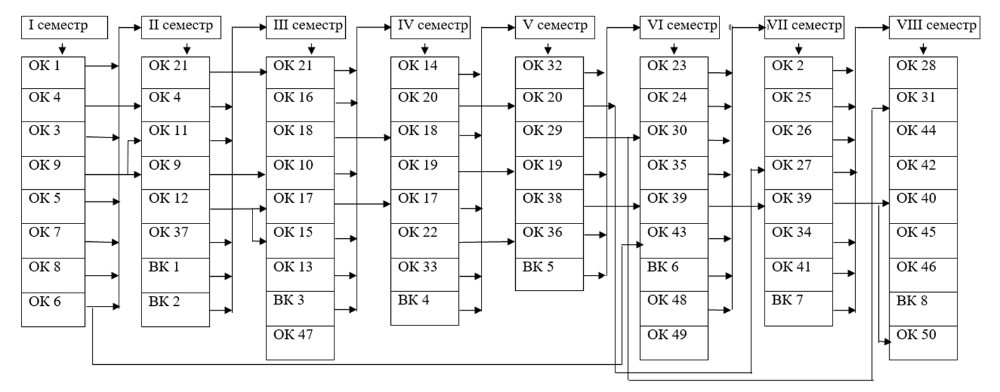 I семестр
II семестр
III семестр
IV семестр
V семестр
VI семестр
VII семестр
VIII семестр
ОК 1
ОК 4
ОК 3
ОК 9
ОК 5
ОК 7
ОК 8
ОК 6
ОК 21
ОК 4
ОК 11
ОК 9
ОК 12
ОК 37
ВК 1
ВК 2
ОК 21
ОК 16
ОК 18
ОК 10
ОК 17
ОК 15
ОК 13
ВК 3
ОК 47
ОК 14
ОК 20
ОК 18
ОК 19
ОК 17
ОК 22
ОК 33
ВК 4
ОК 32
ОК 20
ОК 29
ОК 19
ОК 38
ОК 36
ВК 5
ОК 23
ОК 24
ОК 30
ОК 35
ОК 39
ОК 43
ВК 6
ОК 48
ОК 49
ОК 2
ОК 25
ОК 26
ОК 27
ОК 39
ОК 34
ОК 41
ВК 7
ОК 28
ОК 31
ОК 44
ОК 42
ОК 40
ОК 45
ОК 46
ВК 8
ОК 50